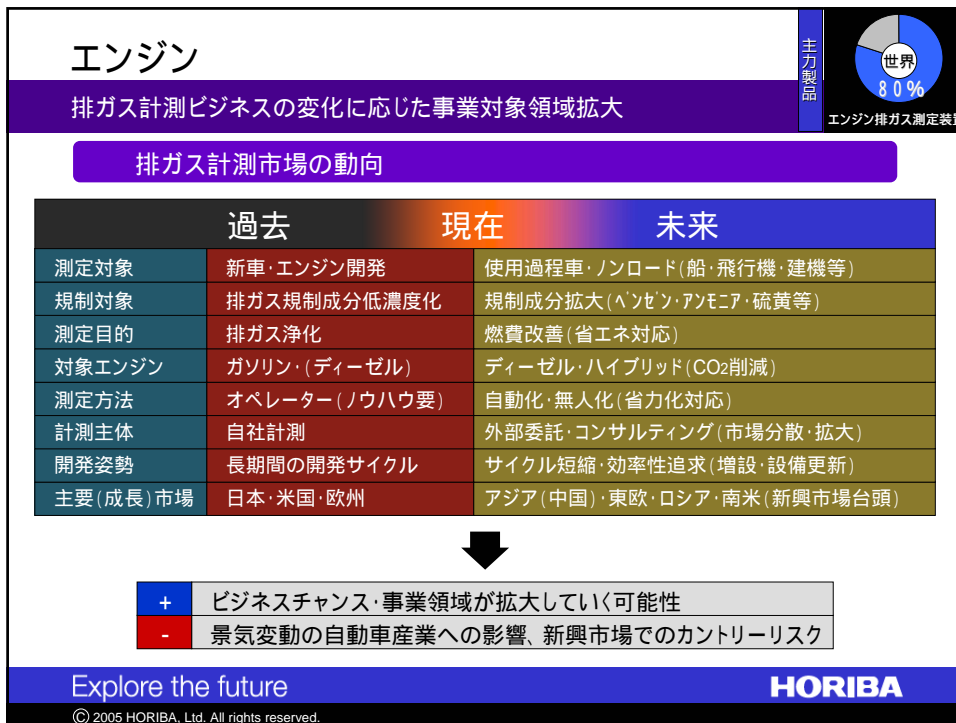 エンジン
主力製品
世界
80%
エンジン排ガス測定装
排ガス計測ビジネスの変化に応じた事業対象領域拡大
排ガス計測市場の動向
過去 現在 未来
測定対象 新車・エンジン開発 使用過程車・ノンロード(船・飛行機・建機等)
規制対象 排ガス規制成分低濃度化 規制成分拡大(ﾍﾞﾝｾﾞﾝ・ｱﾝﾓﾆｱ・硫黄等)
測定目的 排ガス浄化 燃費改善(省エネ対応)
対象エンジン ガソリン・(ディーゼル) ディーゼル・ハイブリッド(CO2削減)
測定方法 オペレーター(ノウハウ要) 自動化・無人化(省力化対応)
計測主体 自社計測 外部委託・コンサルティング(市場分散・拡大)
開発姿勢 長期間の開発サイクル サイクル短縮・効率性追求(増設・設備更新)
主要(成長)市場 日本・米国・欧州 アジア(中国)・東欧・ロシア・南米(新興市場台頭)
+ ビジネスチャンス・事業領域が拡大していく可能性
- 景気変動の自動車産業への影響、新興市場でのカントリーリスク
Explore the future
HORIBA
© 2005 HORIBA, Ltd. All rights reserved.